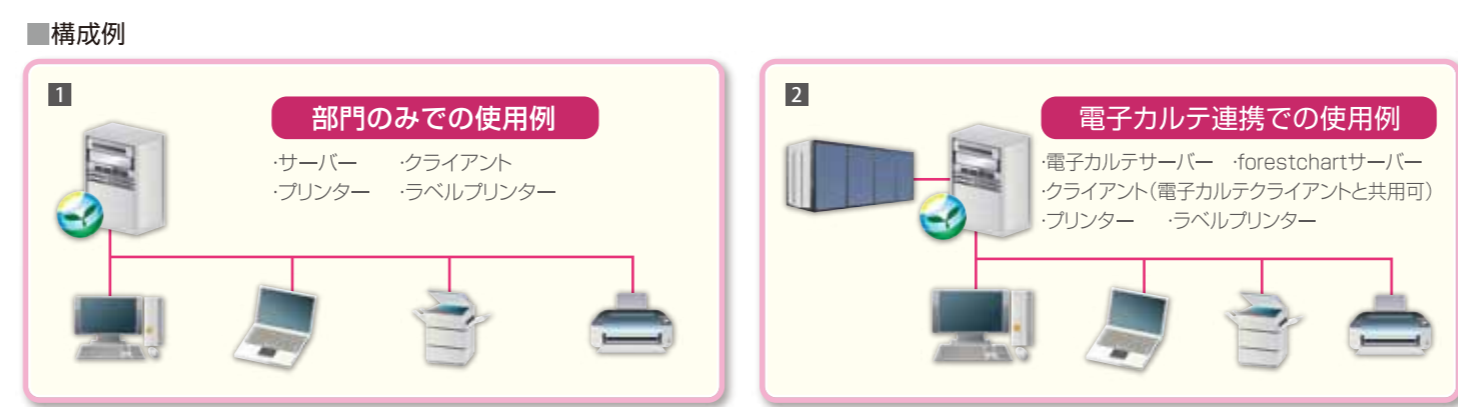 ■構成例
1
部門のみでの使用例
・サーバー ・クライアント
・プリンター ・ラベルプリンター
2
電子カルテ連携での使用例
・電子カルテサーバー ・forestchartサーバー
・クライアント（電子カルテクライアントと共用可）
・プリンター ・ラベルプリンター